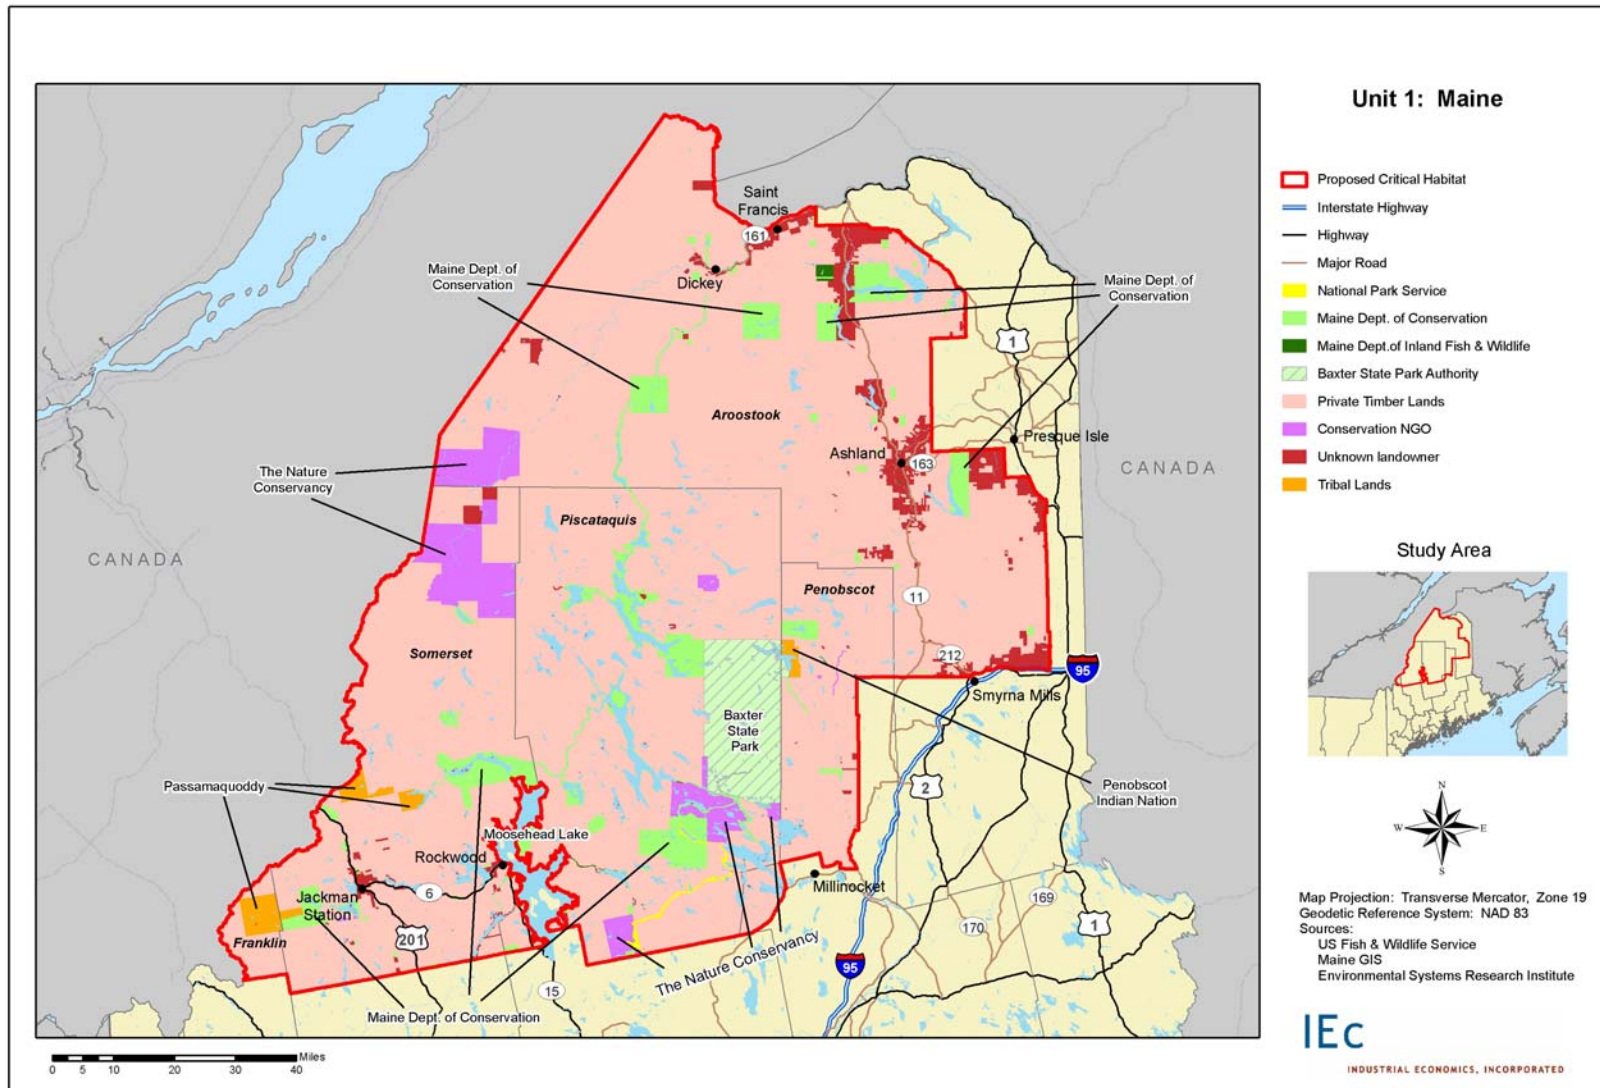 Unit 1: Maine
Proposed Critical Habitat
Interstate Highway
Highway
Major Road
National Park Service
Maine Dept. of Conservation
Maine Dept.of Inland Fish & Wildlife
Baxter State Park Authority
Private Timber Lands
Conservation NGO
Unknown landowner
Tribal Lands
Saint
Francis
161
Dickey
Maine Dept. of
Conservation
Maine Dept. of
Conservation
1
Aroostook
Presque Isle
Ashland
163
CANADA
The Nature
Conservancy
Piscataquis
CANADA
Penobscot
11
Somerset
212
95
Smyrna Mills
Baxter
State
Park
Passamaquoddy
Penobscot
Indian Nation
2
Moosehead Lake
Rockwood
Millinocket
Jackman
Station
6
169
201
170
1
Franklin
The Nature Conservancy
95
15
Maine Dept. of Conservation
Miles
0 5 10 20 30 40
Study Area
N
W E
S
Map Projection: Transverse Mercator, Zone 19
Geodetic Reference System: NAD 83
Sources:
US Fish & Wildlife Service
Maine GIS
Environmental Systems Research Institute
IEc
INDUSTRIAL ECONOMICS, INCORPORATED